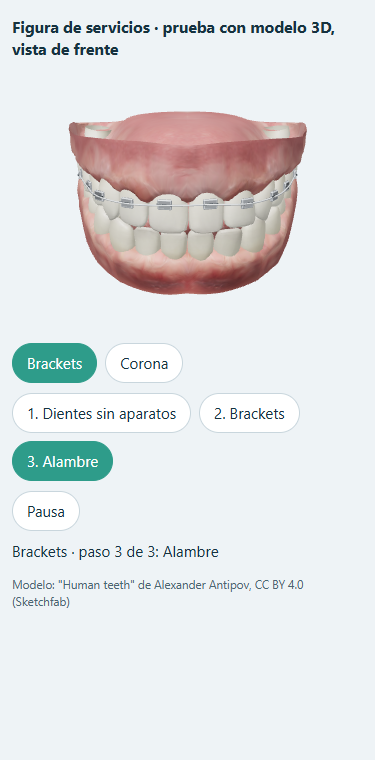 Figura de servicios · prueba con modelo 3D,
vista de frente
Brackets
Corona
1. Dientes sin aparatos
2. Brackets
3. Alambre
Pausa
Brackets · paso 3 de 3: Alambre
Modelo: "Human teeth" de Alexander Antipov, CC BY 4.0
(Sketchfab)